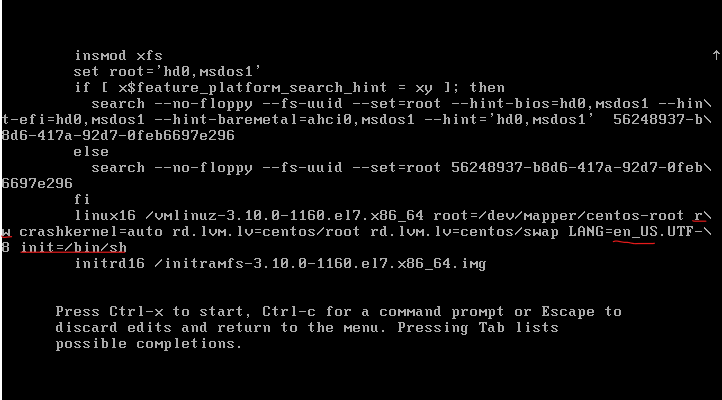 insmod xfs
set root='hd0,msdos1'
if [ x$feature_platform_search_hint = xy ]; then
search --no-floppy --fs-uuid --set=root --hint-bios=hd0,msdos1 --hin\
t-efi=hd0,msdos1 --hint-baremetal=ahci0,msdos1 --hint='hd0,msdos1'  56248937-b\
8d6-417a-92d7-0feb6697e296
else
search --no-floppy --fs-uuid --set=root 56248937-b8d6-417a-92d7-0feb\
6697e296
fi
linux16 /vmlinuz-3.10.0-1160.el7.x86_64 root=/dev/mapper/centos-root r\
w crashkernel=auto rd.lvm.lv=centos/root rd.lvm.lv=centos/swap LANG=en_US.UTF-\
8 init=/bin/sh
initrd16 /initramfs-3.10.0-1160.el7.x86_64.img
Press Ctrl-x to start, Ctrl-c for a command prompt or Escape to
discard edits and return to the menu. Pressing Tab lists
possible completions.